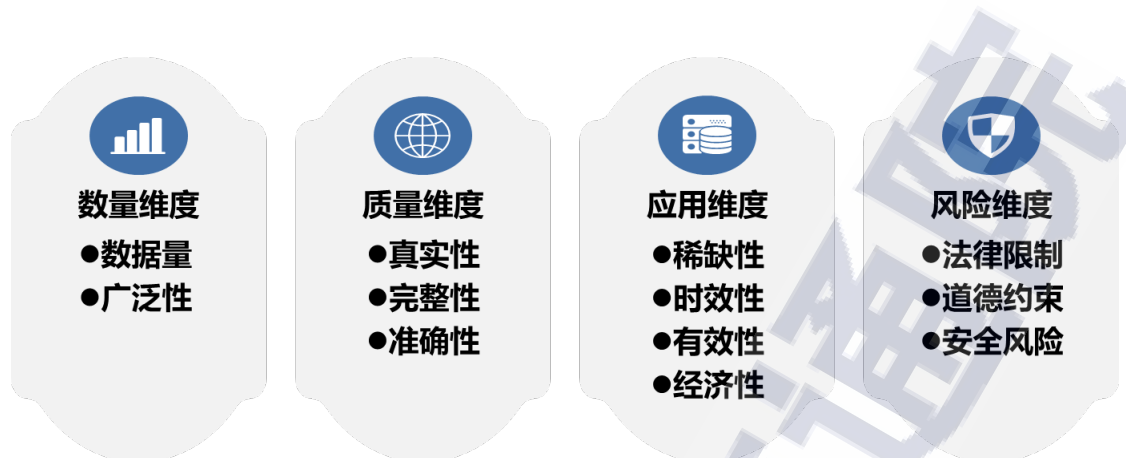 数量维度
●数据量
●广泛性
质量维度
●真实性
●完整性
●准确性
应用维度
●稀缺性
●时效性
●有效性
●经济性
风险维度
●法律限制
●道德约束
●安全风险